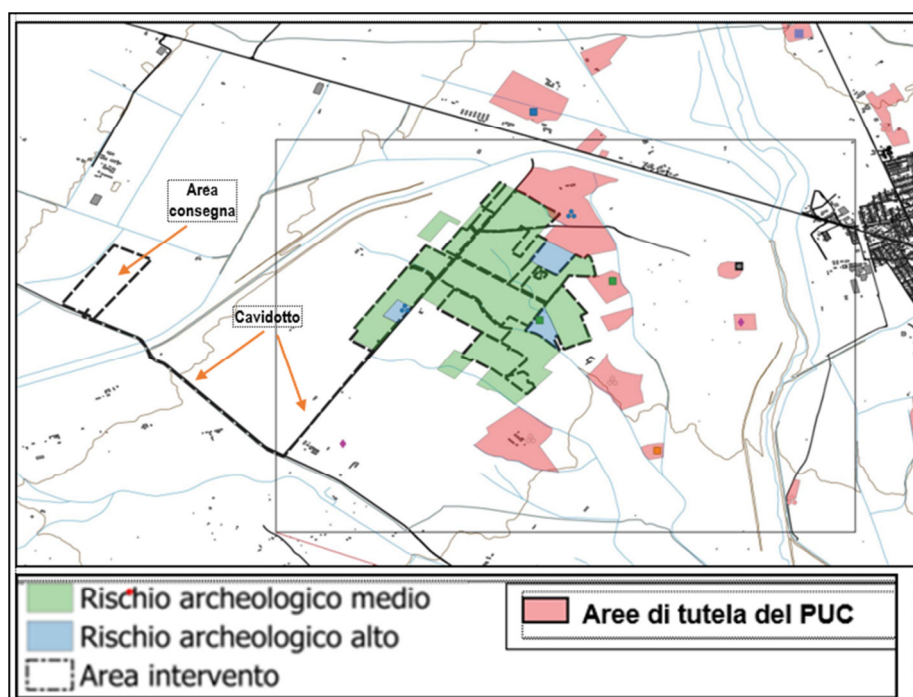 Area
consegna
Cavidotto
Rischio archeologico medio
Rischio archeologico alto
Area intervento
Aree di tutela del PUC